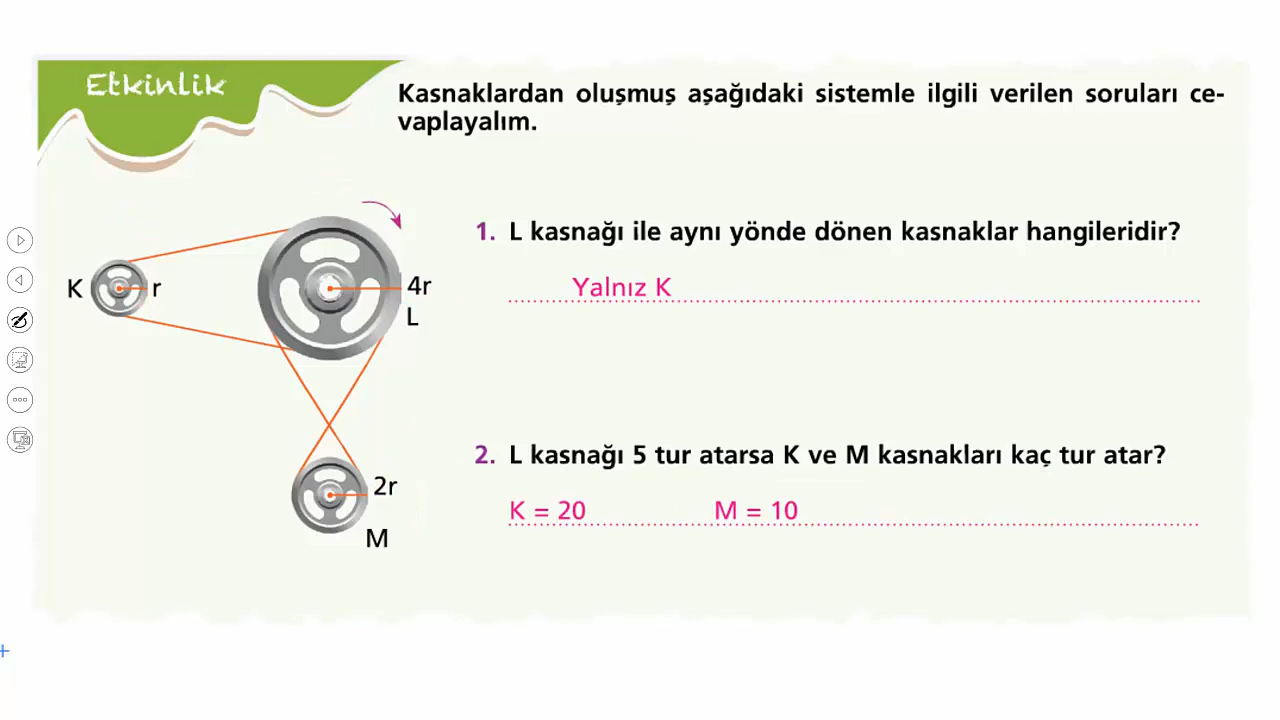 Etkinlik
Kasnaklardan oluşmuş aşağıdaki sistemle ilgili verilen soruları ce-
vaplayalım.
K
r
4r
L
2r
M
1. L kasnağı ile aynı yönde dönen kasnaklar hangileridir?
Yalnız K
2. L kasnağı 5 tur atarsa K ve M kasnakları kaç tur atar?
K = 20 M = 10